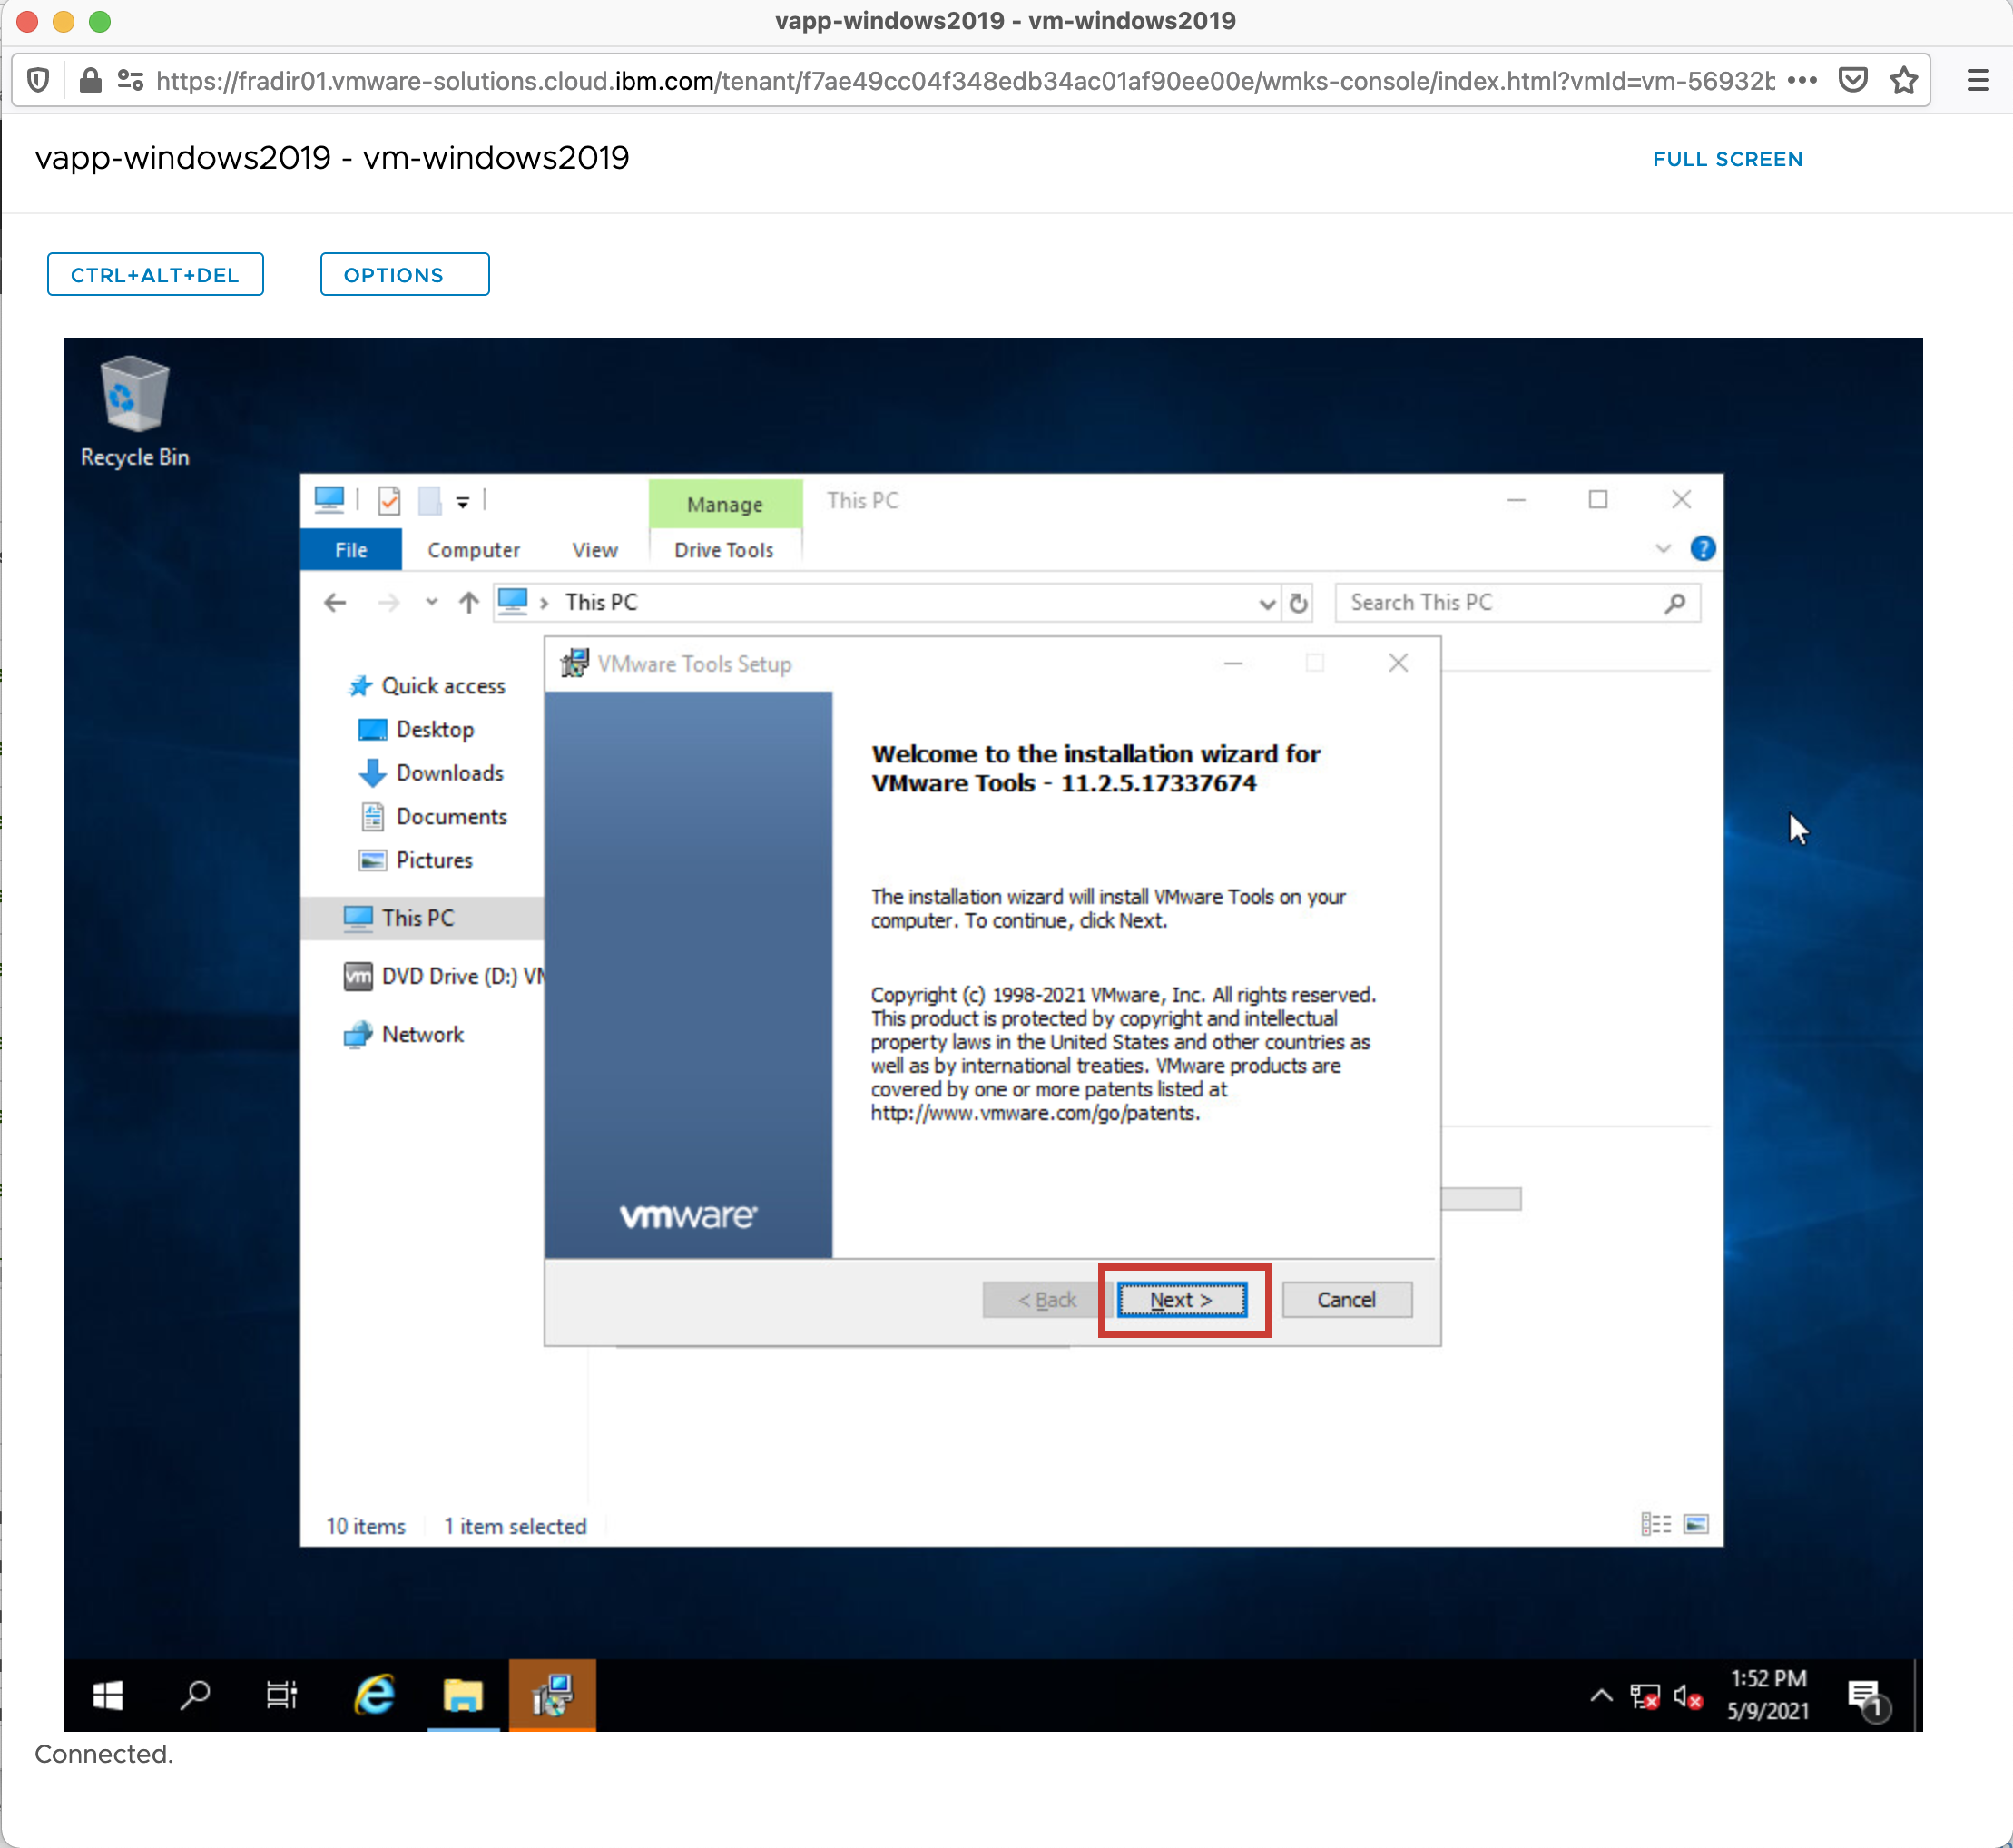 vapp-windows2019 - vm-windows2019
https://fradir01.vmware-solutions.cloud.ibm.com/tenant/f7ae49cc04f348edb34ac01af90ee00e/wmks-console/index.html?vmId=vm-56932b
vapp-windows2019 - vm-windows2019
FULL SCREEN
CTRL+ALT+DEL
OPTIONS
Recycle Bin
Manage
This PC
File
Computer
View
Drive Tools
This PC
Search This PC
VMware Tools Setup
Quick access
Desktop
Downloads
Documents
Pictures
This PC
DVD Drive (D:) VM
Network
Welcome to the installation wizard for
VMware Tools - 11.2.5.17337674
The installation wizard will install VMware Tools on your
computer. To continue, click Next.
Copyright (c) 1998-2021 VMware, Inc. All rights reserved.
This product is protected by copyright and intellectual
property laws in the United States and other countries as
well as by international treaties. VMware products are
covered by one or more patents listed at
http://www.vmware.com/go/patents.
vmware
< Back
Next >
Cancel
10 items
1 item selected
1:52 PM
5/9/2021
1
Connected.